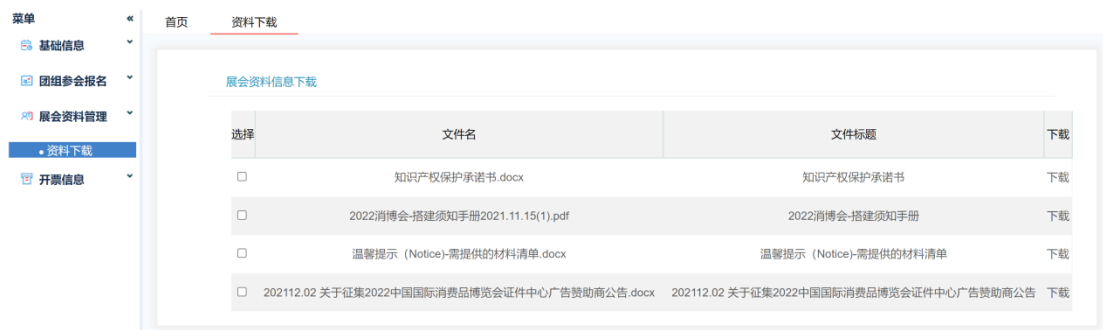 菜单 «
首页 资料下载
基础信息
团组参会报名
展会资料管理
• 资料下载
开票信息
展会资料信息下载
选择 文件名 文件标题 下载
知识产权保护承诺书.docx 知识产权保护承诺书 下载
2022消博会-搭建须知手册2021.11.15(1).pdf 2022消博会-搭建须知手册 下载
温馨提示（Notice)-需提供的材料清单.docx 温馨提示（Notice)-需提供的材料清单 下载
202112.02 关于征集2022中国国际消费品博览会证件中心广告赞助商公告.docx 202112.02 关于征集2022中国国际消费品博览会证件中心广告赞助商公告 下载